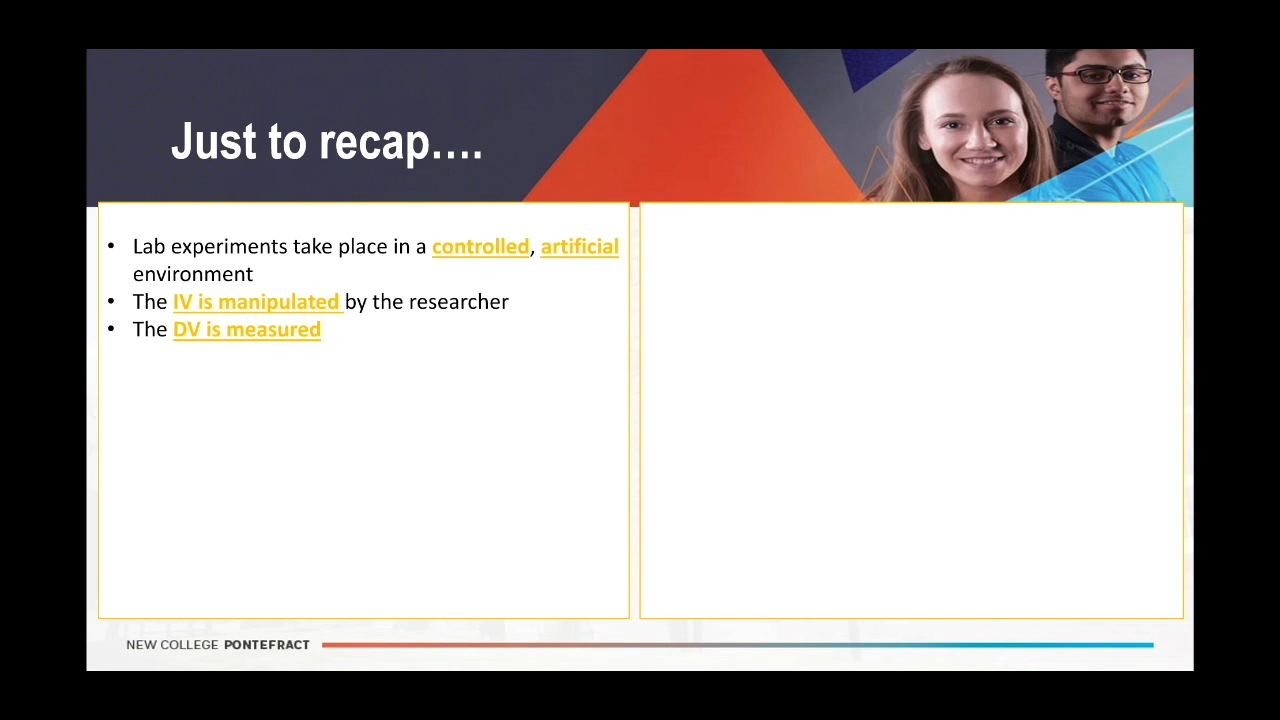 Just to recap....
• Lab experiments take place in a controlled, artificial
environment
• The IV is manipulated by the researcher
• The DV is measured
NEW COLLEGE PONTEFRACT